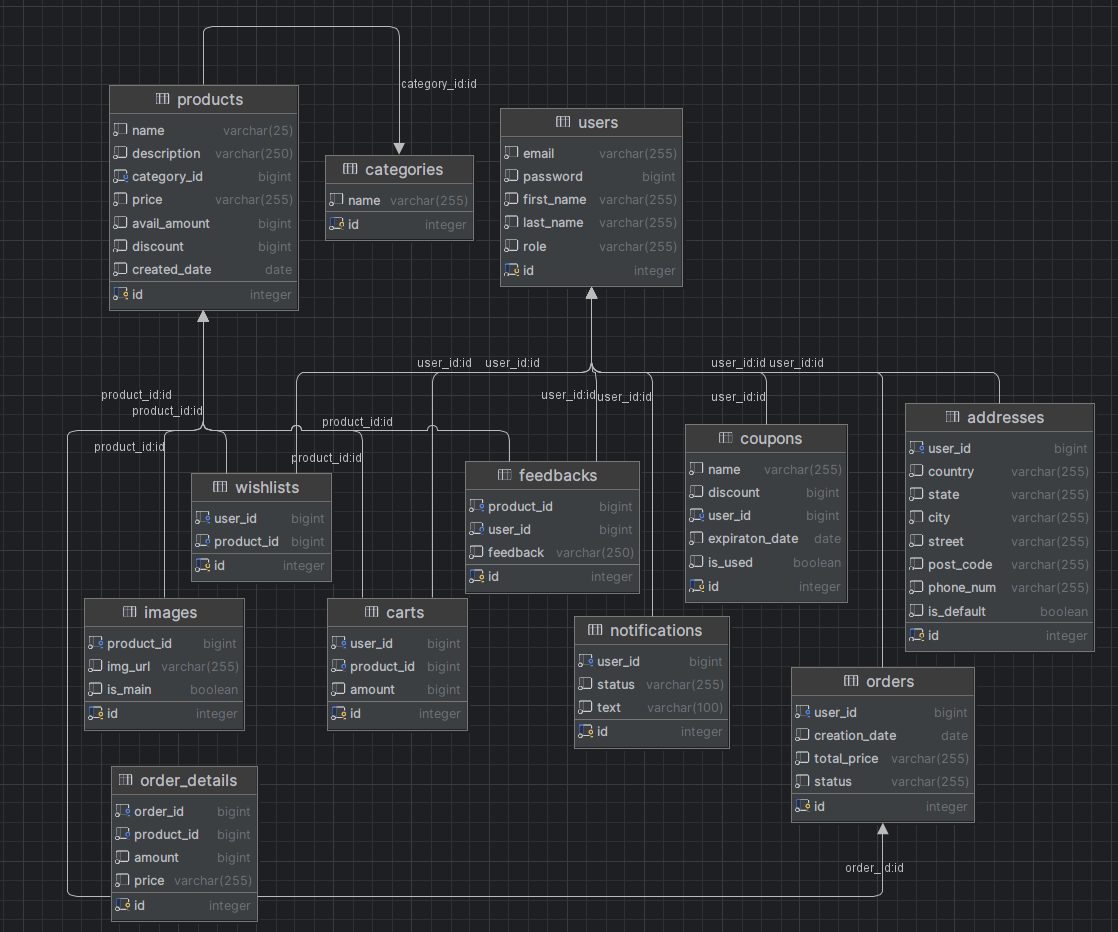 category_id:id
products
name varchar(25)
description varchar(250)
category_id bigint
price varchar(255)
avail_amount bigint
discount bigint
created_date date
id integer
categories
name varchar(255)
id integer
users
email varchar(255)
password bigint
first_name varchar(255)
last_name varchar(255)
role varchar(255)
id integer
user_id:id user_id:id user_id:id user_id:id
product_id:id
product_id:id
product_id:id
product_id:id
product_id:id
user_id:id
user_id:id
user_id:id
wishlists
user_id bigint
product_id bigint
id integer
feedbacks
product_id bigint
user_id bigint
feedback varchar(250)
id integer
coupons
name varchar(255)
discount bigint
user_id bigint
expiraton_date date
is_used boolean
id integer
addresses
user_id bigint
country varchar(255)
state varchar(255)
city varchar(255)
street varchar(255)
post_code varchar(255)
phone_num varchar(255)
is_default boolean
id integer
images
product_id bigint
img_url varchar(255)
is_main boolean
id integer
carts
user_id bigint
product_id bigint
amount bigint
id integer
notifications
user_id bigint
status varchar(255)
text varchar(100)
id integer
orders
user_id bigint
creation_date date
total_price varchar(255)
status varchar(255)
id integer
order_details
order_id bigint
product_id bigint
amount bigint
price varchar(255)
id integer
order_id:id